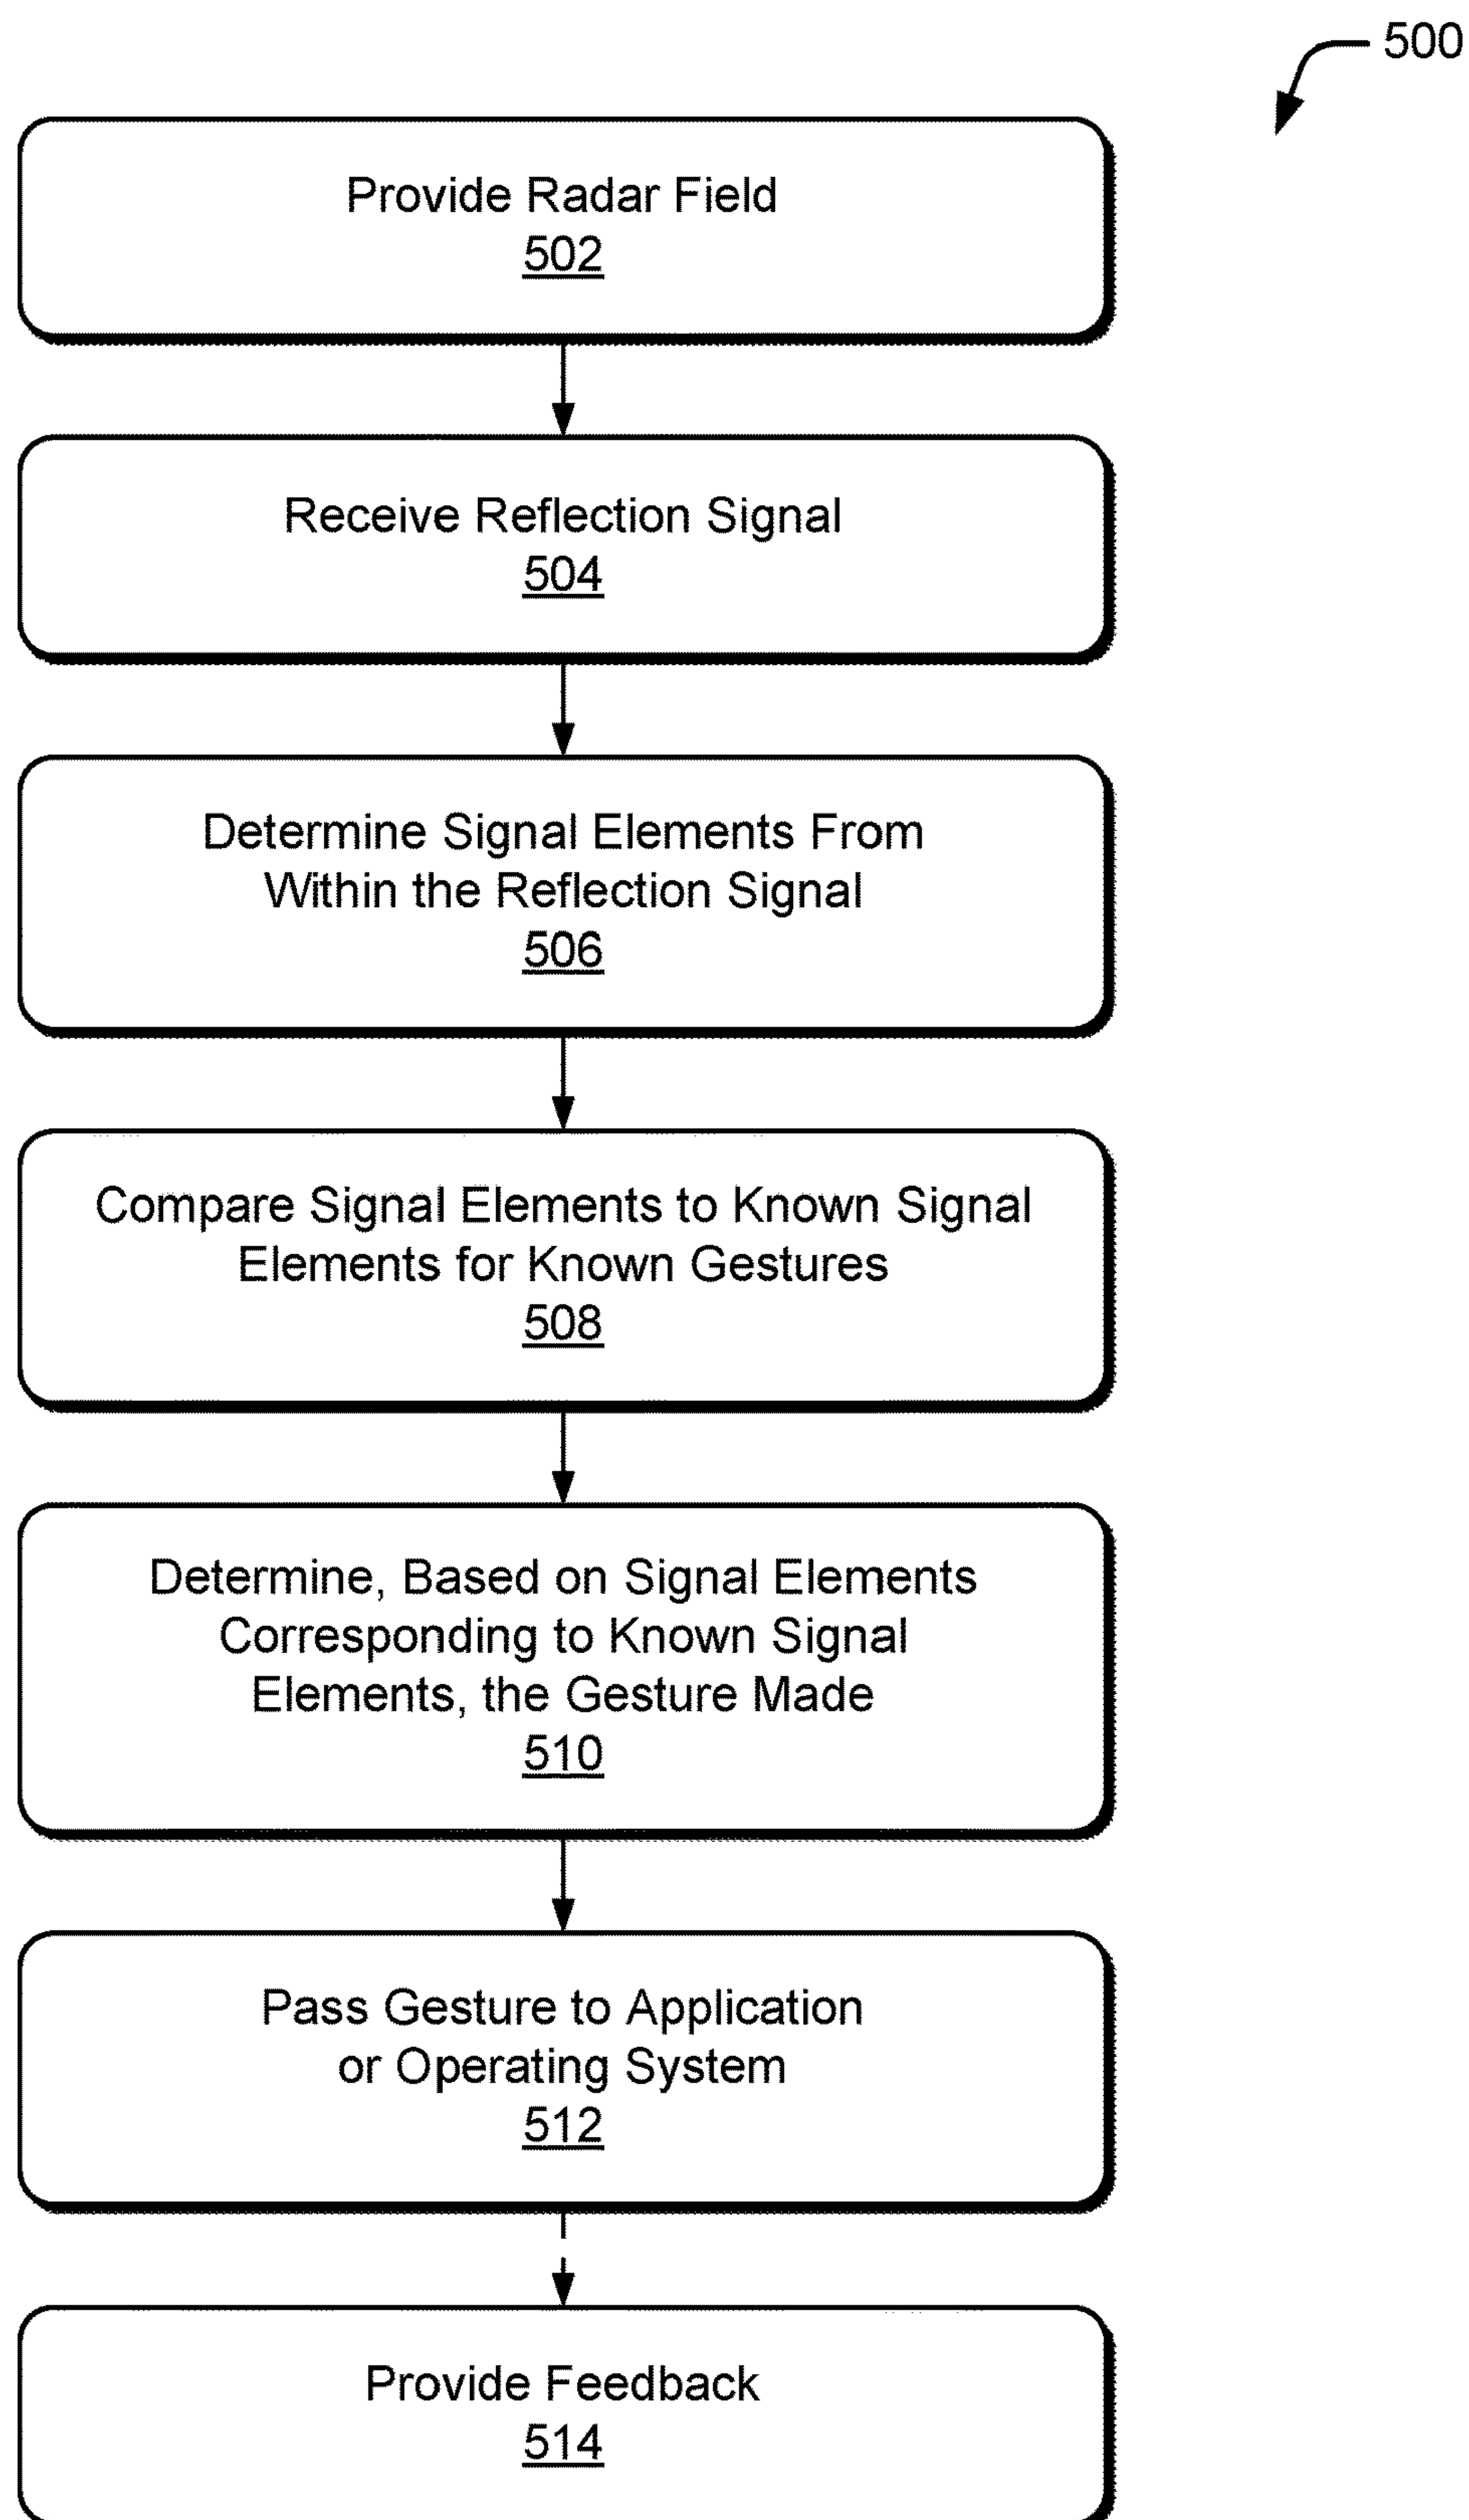 500
Provide Radar Field
502
Receive Reflection Signal
504
Determine Signal Elements From
Within the Reflection Signal
506
Compare Signal Elements to Known Signal
Elements for Known Gestures
508
Determine, Based on Signal Elements
Corresponding to Known Signal
Elements, the Gesture Made
510
Pass Gesture to Application
or Operating System
512
Provide Feedback
514